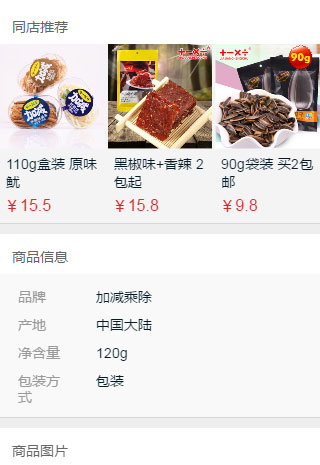 同店推荐
90g
110g盒装 原味
鱿
¥15.5
黑椒味+香辣 2
包起
¥15.8
90g袋装 买2包
邮
¥9.8
商品信息
品牌 加减乘除
产地 中国大陆
净含量 120g
包装方
式 包装
商品图片